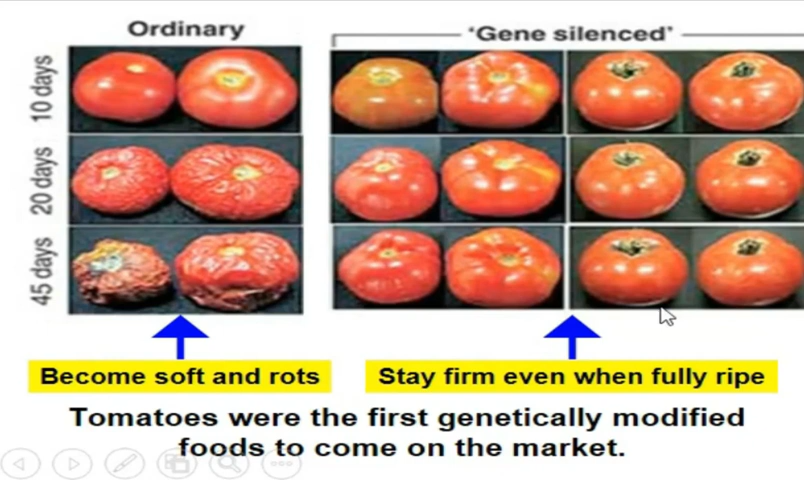 Ordinary
'Gene silenced'
10 days
20 days
45 days
Become soft and rots
Stay firm even when fully ripe
Tomatoes were the first genetically modified
foods to come on the market.